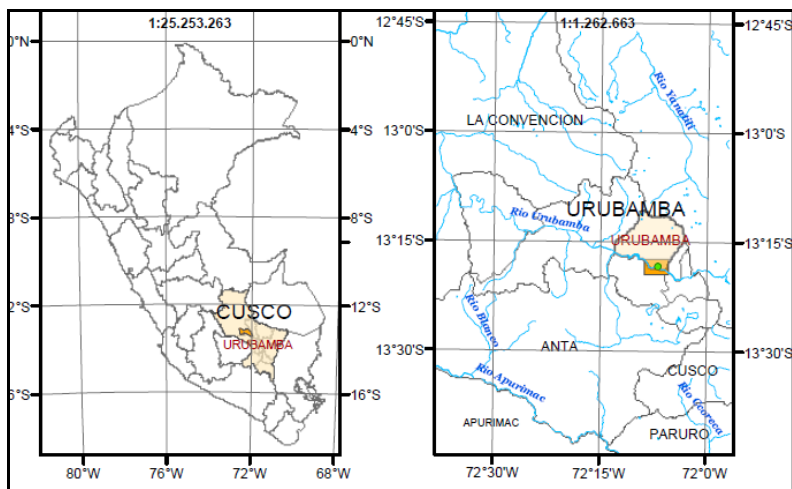 1:25.253.263
0°N
0°N
4°S
4°S
8°S
8°S
12°S
12°S
CUSCO
URUBAMBA
16°S
16°S
80°W
76°W
72°W
68°W
1:1.262.663
12°45'S
12°45'S
Rio Yanatili
LA CONVENCION
13°0'S
13°0'S
URUBAMBA
Rio Urubamba
URUBAMBA
13°15'S
13°15'S
Rio Blanco
ANTA
13°30'S
13°30'S
CUSCO
Rio Apurimac
Rio Ccoreca
APURIMAC
PARURO
72°30'W
72°15'W
72°0'W